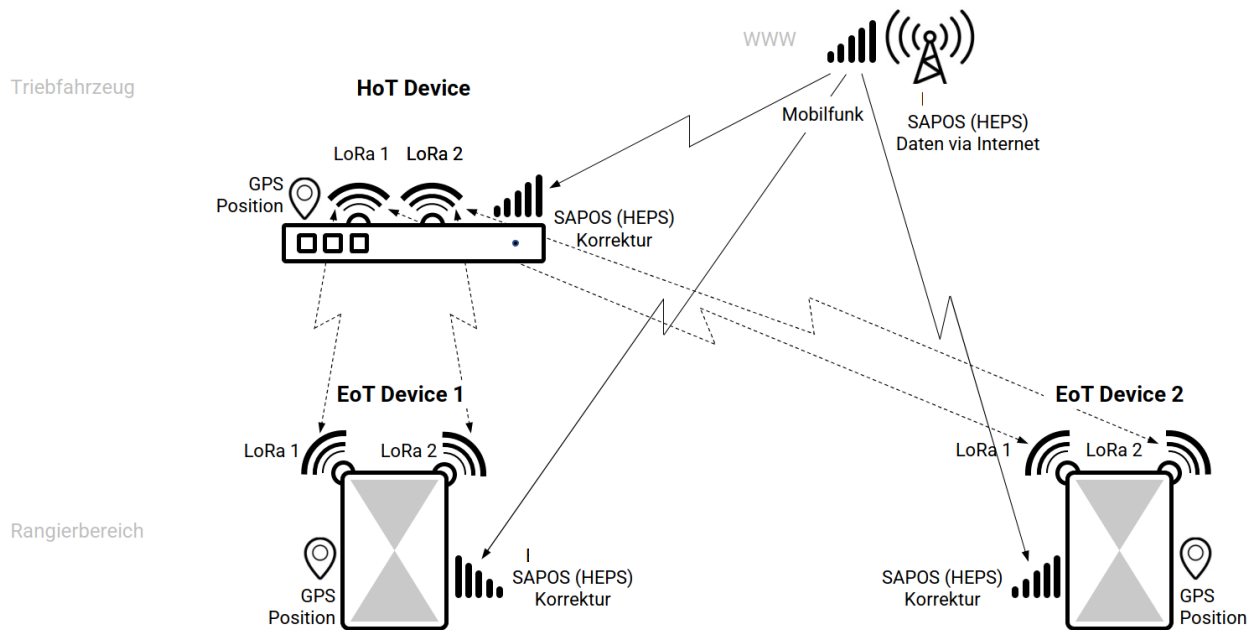 WWW
Triebfahrzeug
HoT Device
Mobilfunk
SAPOS (HEPS)
Daten via Internet
LoRa 1
LoRa 2
GPS
Position
SAPOS (HEPS)
Korrektur
EoT Device 1
EoT Device 2
LoRa 1
LoRa 2
LoRa 1
LoRa 2
Rangierbereich
GPS
Position
SAPOS (HEPS)
Korrektur
SAPOS (HEPS)
Korrektur
GPS
Position